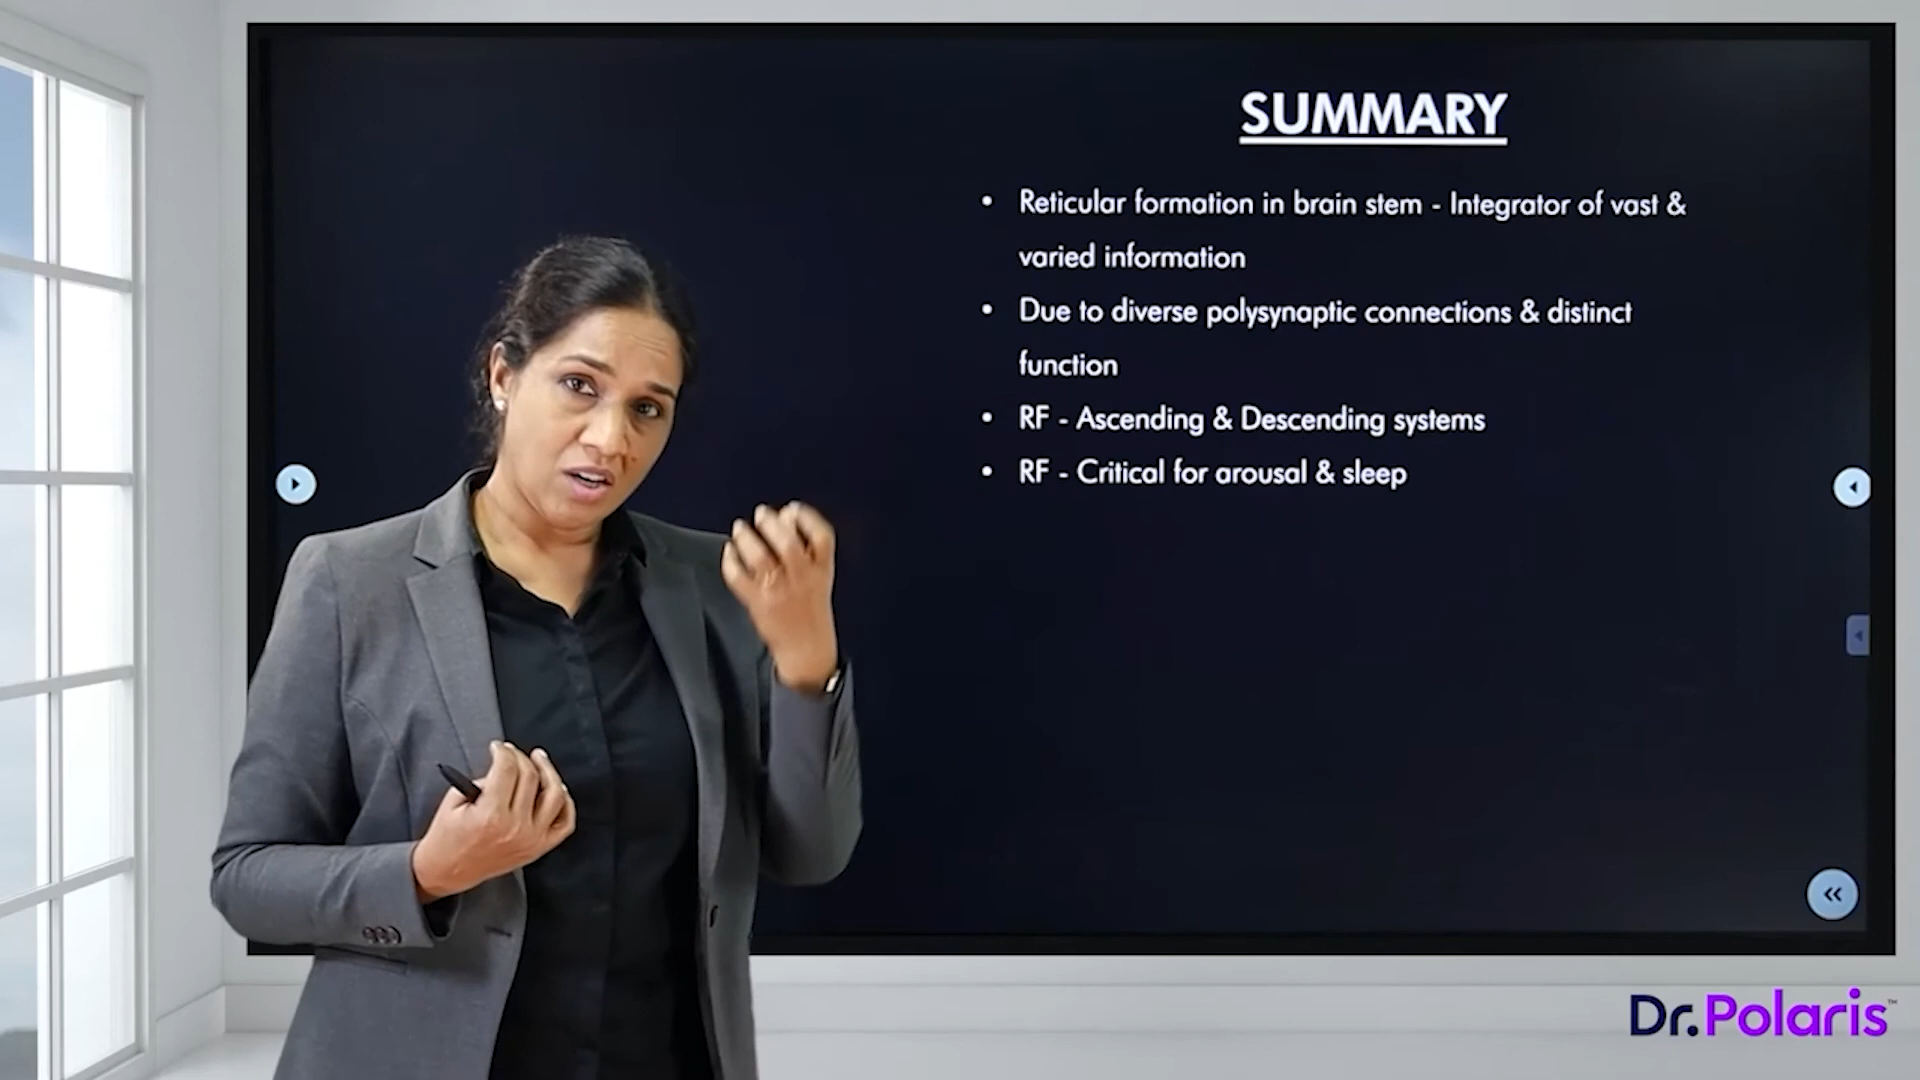 SUMMARY
• Reticular formation in brain stem - Integrator of vast &
varied information
• Due to diverse polysynaptic connections & distinct
function
• RF - Ascending & Descending systems
• RF - Critical for arousal & sleep
Dr.Polaris™